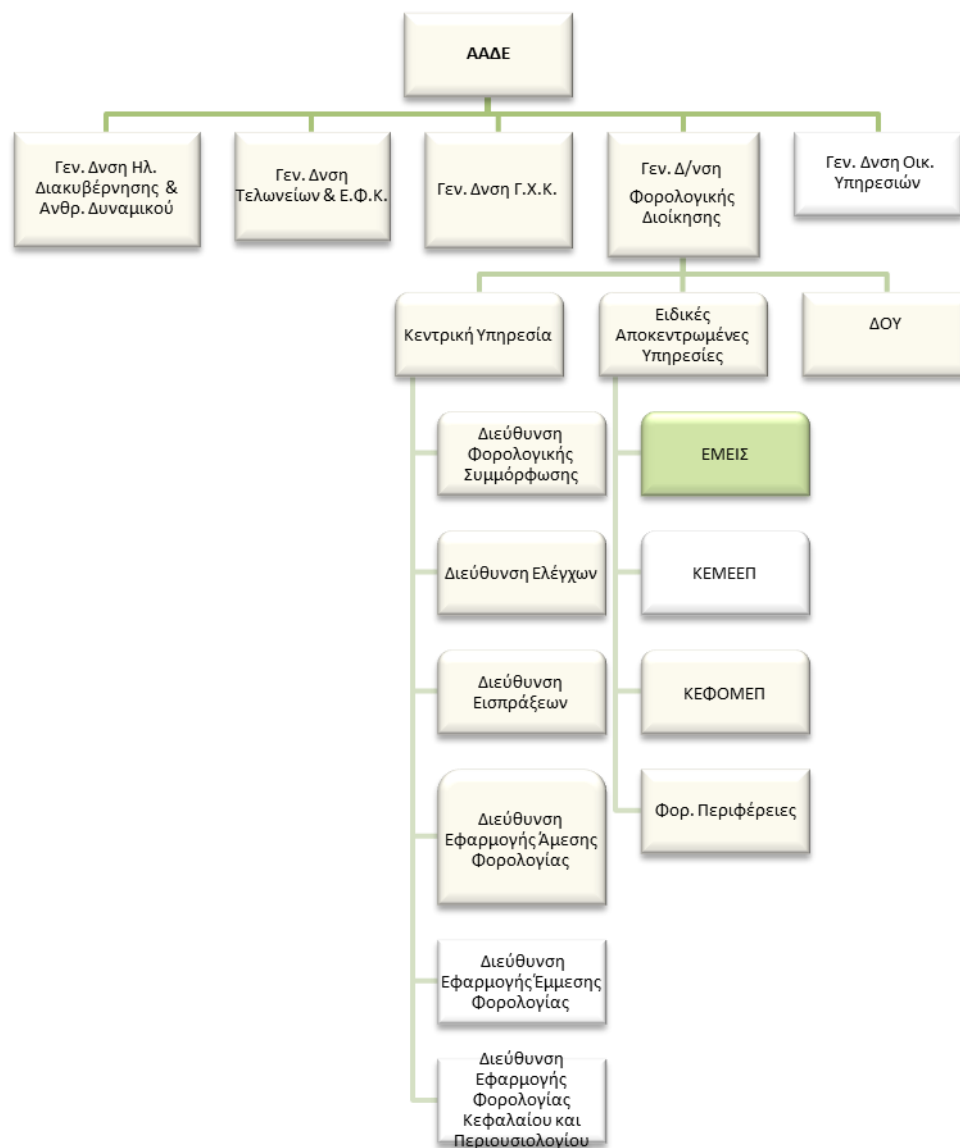 ΑΑΔΕ
Γεν. Δνση Ηλ.
Διακυβέρνησης &
Ανθρ. Δυναμικού
Γεν. Δνση
Τελωνείων & Ε.Φ.Κ.
Γεν. Δνση Γ.Χ.Κ.
Γεν. Δ/νση
Φορολογικής
Διοίκησης
Γεν. Δνση Οικ.
Υπηρεσιών
Κεντρική Υπηρεσία
Ειδικές
Αποκεντρωμένες
Υπηρεσίες
ΔΟΥ
Διεύθυνση
Φορολογικής
Συμμόρφωσης
Διεύθυνση Ελέγχων
Διεύθυνση
Εισπράξεων
Διεύθυνση
Εφαρμογής Άμεσης
Φορολογίας
Διεύθυνση
Εφαρμογής Έμμεσης
Φορολογίας
Διεύθυνση
Εφαρμογής
Φορολογίας
Κεφαλαίου και
Περιουσιολογίου
ΕΜΕΙΣ
ΚΕΜΕΕΠ
ΚΕΦΟΜΕΠ
Φορ. Περιφέρειες